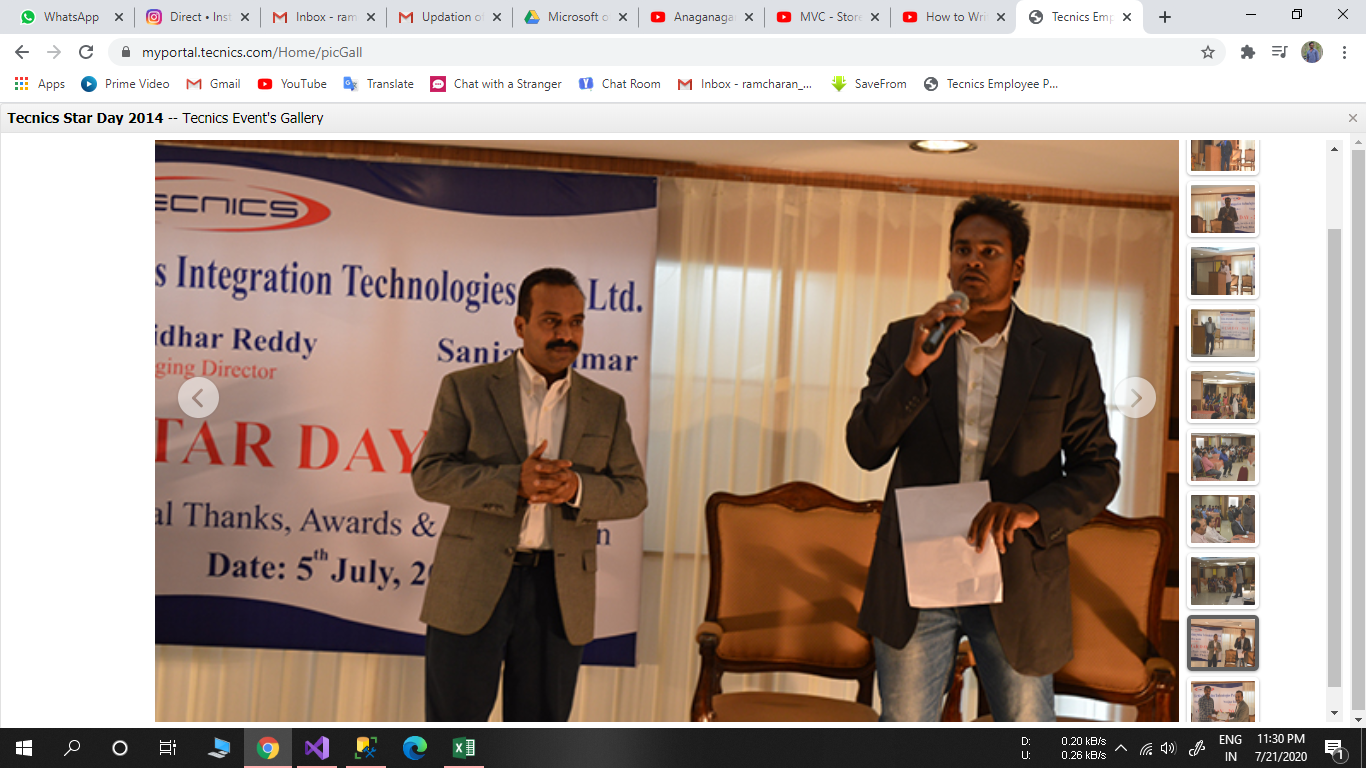 WhatsApp
Direct • Inst
Inbox - ram
Updation of
Microsoft o
Anaganaga
MVC - Store
How to Wri
Tecnics Emp
myportal.tecnics.com/Home/picGall
Apps
Prime Video
Gmail
YouTube
Translate
Chat with a Stranger
Chat Room
Inbox - ramcharan_...
SaveFrom
Tecnics Employee P...
Tecnics Star Day 2014 -- Tecnics Event's Gallery
ECNICS
s Integration Technologies Ltd.
idhar Reddy
ging Director
Sanja mar
TAR DAY
al Thanks, Awards & n
Date: 5th July, 2
D: 0.20 kB/s
U: 0.26 kB/s
ENG
IN
11:30 PM
7/21/2020
1